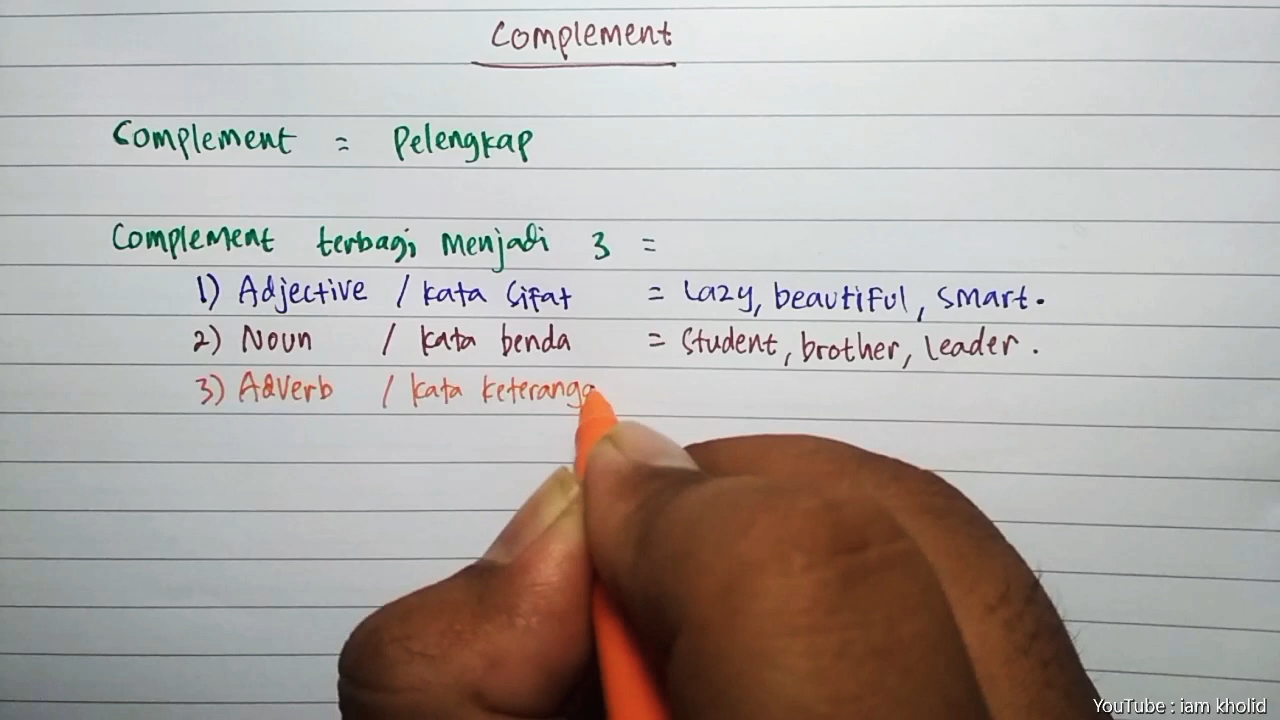 Complement
Complement = Pelengkap
Complement terbagi menjadi 3 =
1) Adjective / kata sifat = Lazy, beautiful, smart.
2) Noun / kata benda = student, brother, leader.
3) Adverb / kata keteranga
YouTube : iam kholid